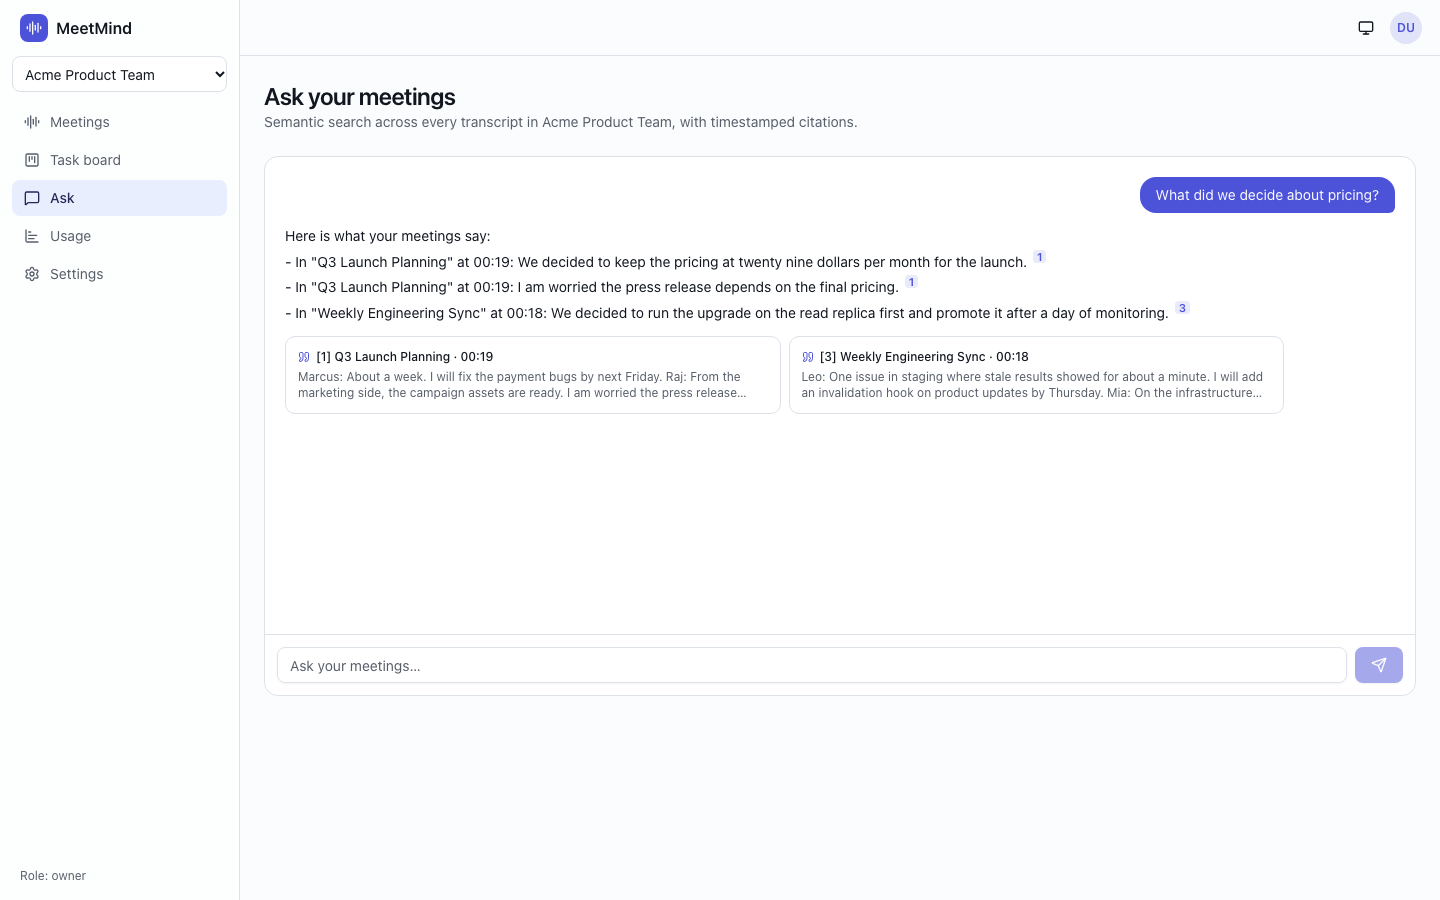 MeetMind
DU
Acme Product Team
Meetings
Task board
Ask
Usage
Settings
Role: owner
Ask your meetings
Semantic search across every transcript in Acme Product Team, with timestamped citations.
What did we decide about pricing?
Here is what your meetings say:
- In "Q3 Launch Planning" at 00:19: We decided to keep the pricing at twenty nine dollars per month for the launch. 1
- In "Q3 Launch Planning" at 00:19: I am worried the press release depends on the final pricing. 1
- In "Weekly Engineering Sync" at 00:18: We decided to run the upgrade on the read replica first and promote it after a day of monitoring. 3
[1] Q3 Launch Planning · 00:19
Marcus: About a week. I will fix the payment bugs by next Friday. Raj: From the
marketing side, the campaign assets are ready. I am worried the press release...
[3] Weekly Engineering Sync · 00:18
Leo: One issue in staging where stale results showed for about a minute. I will add
an invalidation hook on product updates by Thursday. Mia: On the infrastructure...
Ask your meetings...